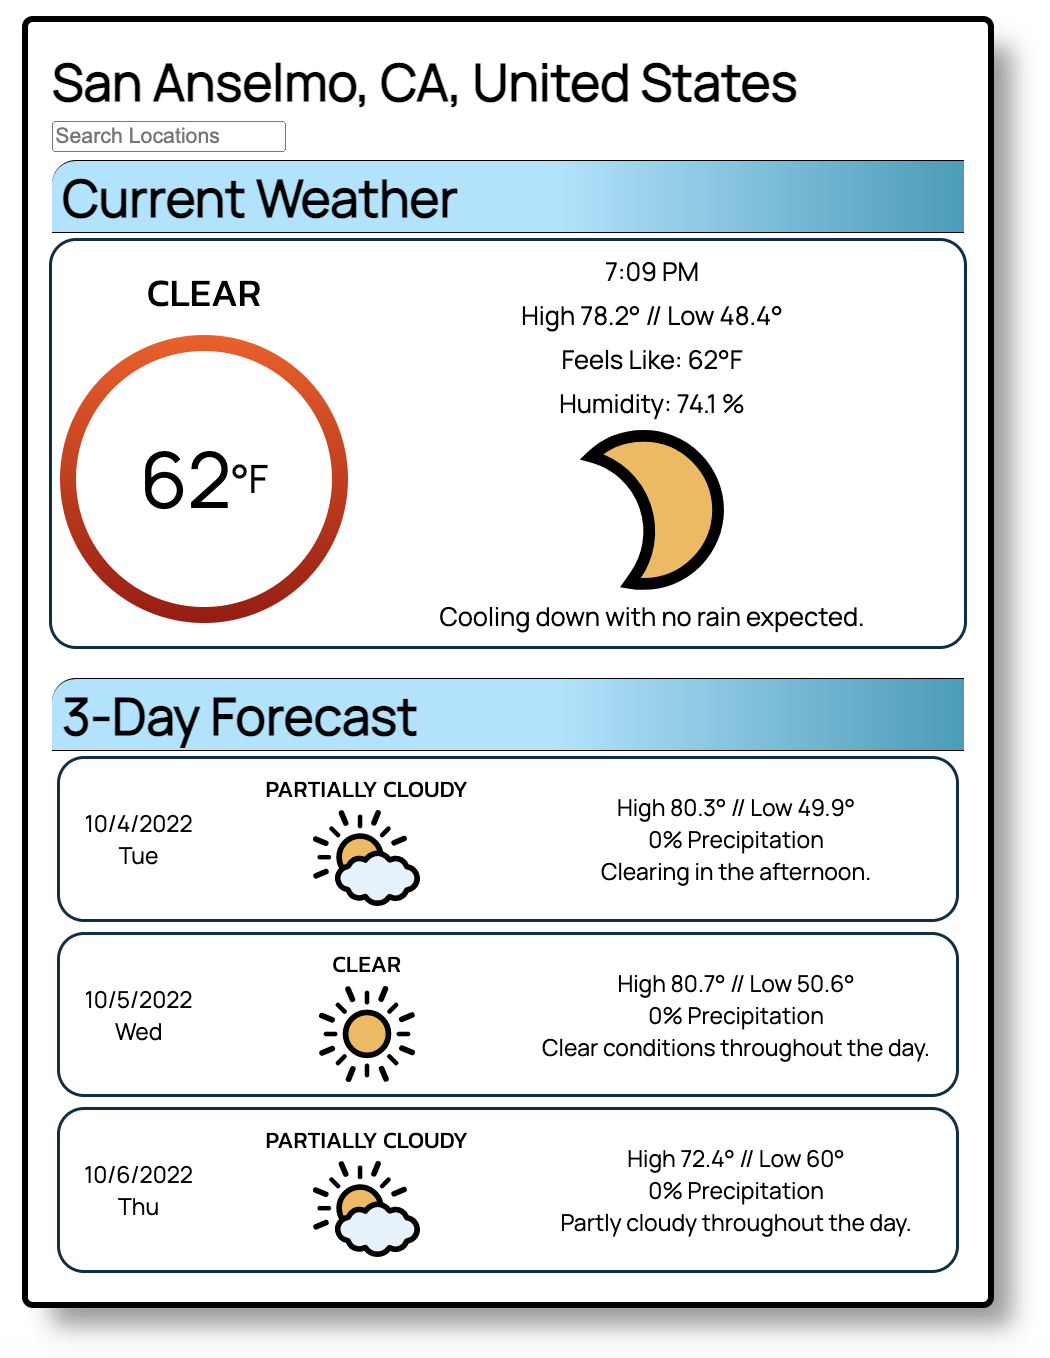 San Anselmo, CA, United States
Search Locations
Current Weather
CLEAR
62°F
7:09 PM
High 78.2° // Low 48.4°
Feels Like: 62°F
Humidity: 74.1 %
Cooling down with no rain expected.
3-Day Forecast
10/4/2022
Tue
PARTIALLY CLOUDY
High 80.3° // Low 49.9°
0% Precipitation
Clearing in the afternoon.
10/5/2022
Wed
CLEAR
High 80.7° // Low 50.6°
0% Precipitation
Clear conditions throughout the day.
10/6/2022
Thu
PARTIALLY CLOUDY
High 72.4° // Low 60°
0% Precipitation
Partly cloudy throughout the day.